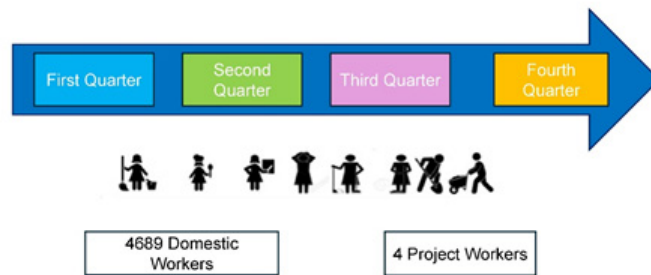 First Quarter
Second
Quarter
Third Quarter
Fourth
Quarter
4689 Domestic
Workers
4 Project Workers